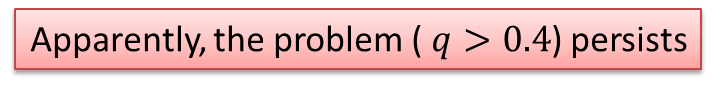 Apparently, the problem ( q > 0.4) persists